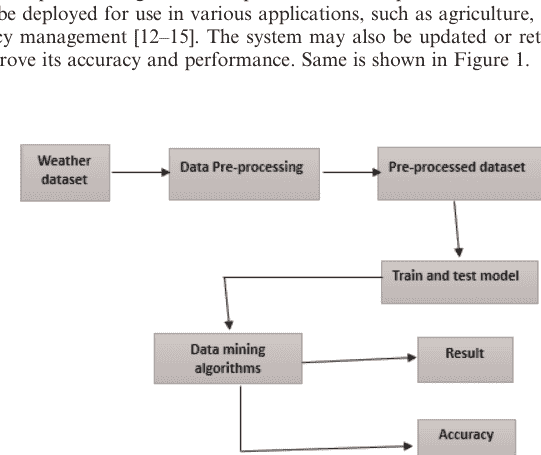 be deployed for use in various applications, such as agriculture,
cy management [12–15]. The system may also be updated or ret
rove its accuracy and performance. Same is shown in Figure 1.
Weather
dataset
Data Pre-processing
Pre-processed dataset
Train and test model
Data mining
algorithms
Result
Accuracy